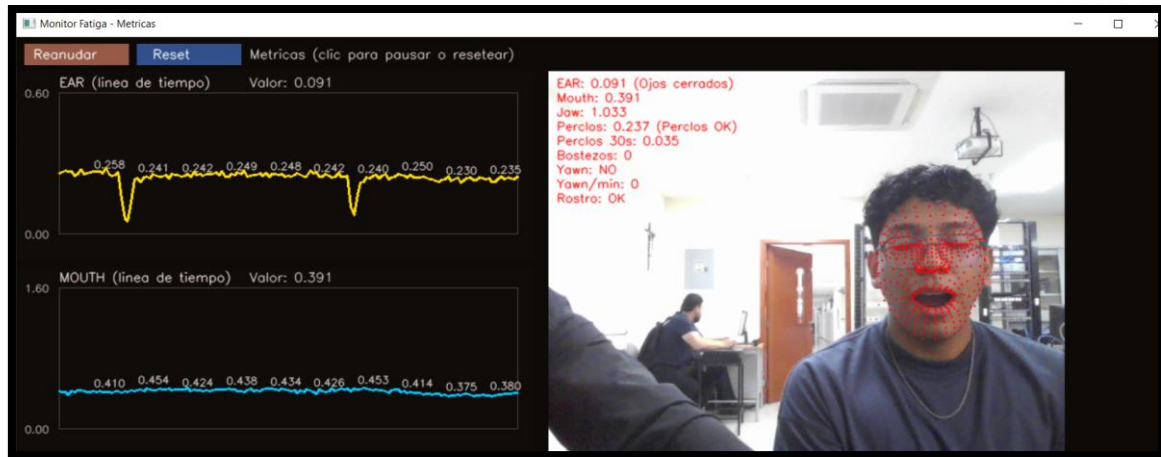 Monitor Fatiga - Metricas
Reanudar Reset Metricas (clic para pausar o resetear)
EAR (linea de tiempo) Valor: 0.091
0.60
0.258 0.241 0.242 0.249 0.248 0.242 0.240 0.250 0.230 0.235
0.00
MOUTH (linea de tiempo) Valor: 0.391
1.60
0.410 0.454 0.424 0.438 0.434 0.426 0.453 0.414 0.375 0.380
0.00
EAR: 0.091 (Ojos cerrados)
Mouth: 0.391
Jaw: 1.033
Perclos: 0.237 (Perclos OK)
Perclos 30s: 0.035
Bostezos: 0
Yawn: NO
Yawn/min: 0
Rostro: OK